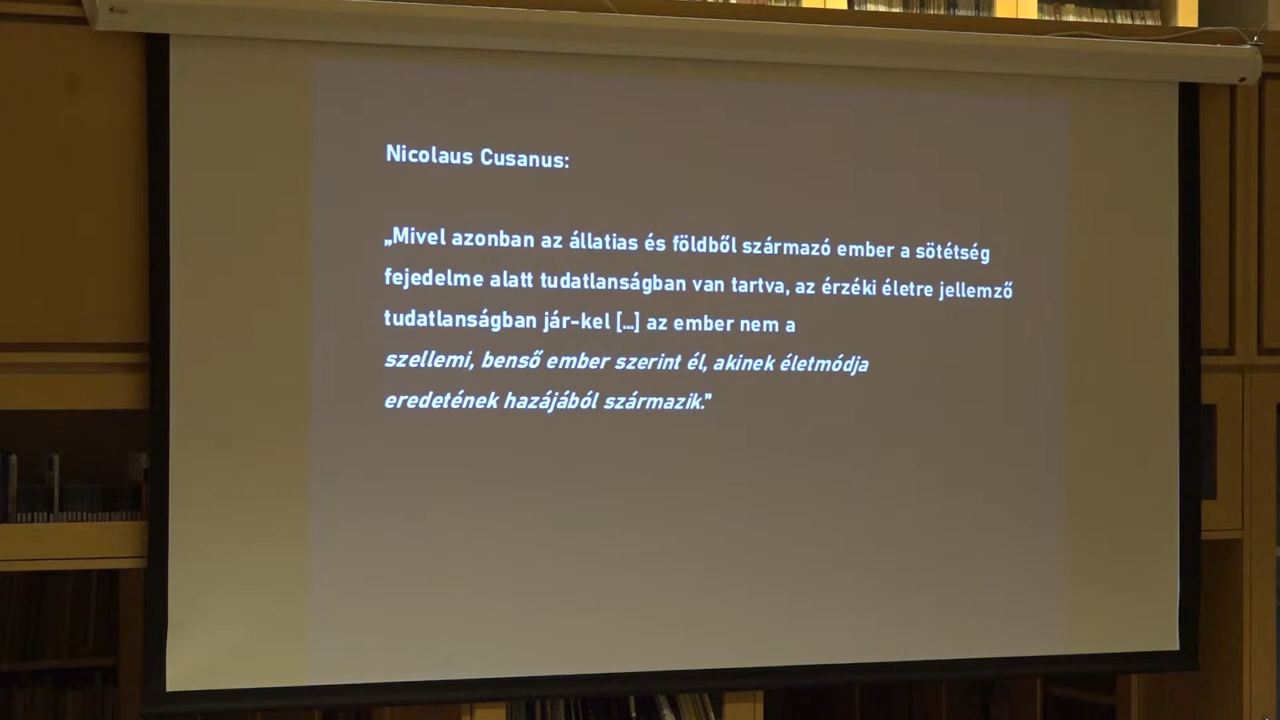 Nicolaus Cusanus:
„Mivel azonban az állatias és földből származó ember a sötétség
fejedelme alatt tudatlanságban van tartva, az érzéki életre jellemző
tudatlanságban jár-kel [...] az ember nem a
szellemi, benső ember szerint él, akinek életmódja
eredetének hazájából származik."